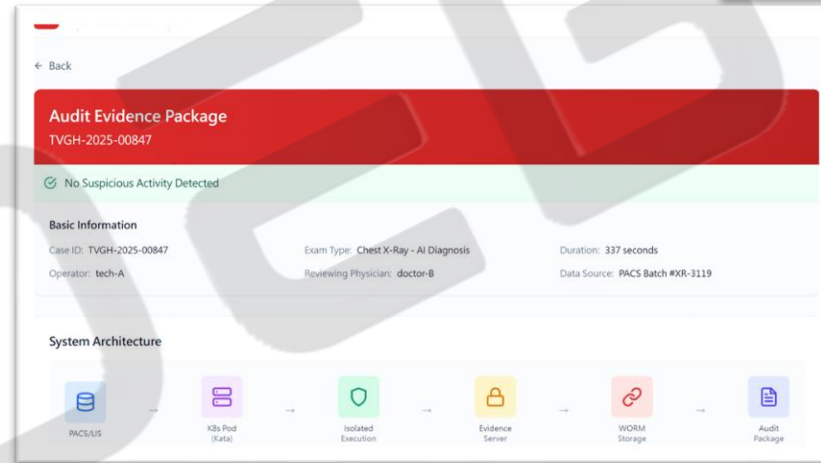 ← Back
Audit Evidence Package
TVGH-2025-00847
No Suspicious Activity Detected
Basic Information
Case ID: TVGH-2025-00847 Exam Type: Chest X-Ray - AI Diagnosis Duration: 337 seconds
Operator: tech-A Reviewing Physician: doctor-B Data Source: PACS Batch #XR-3119
System Architecture
PACS/LIS → K8s Pod (Kata) → Isolated Execution → Evidence Server → WORM Storage → Audit Package